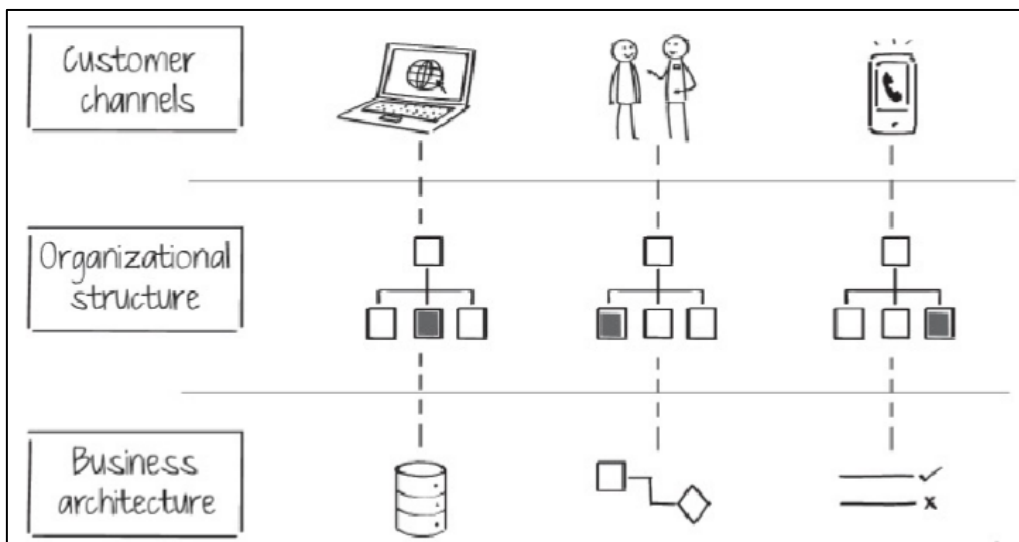 Customer
channels
Organizational
structure
Business
architecture